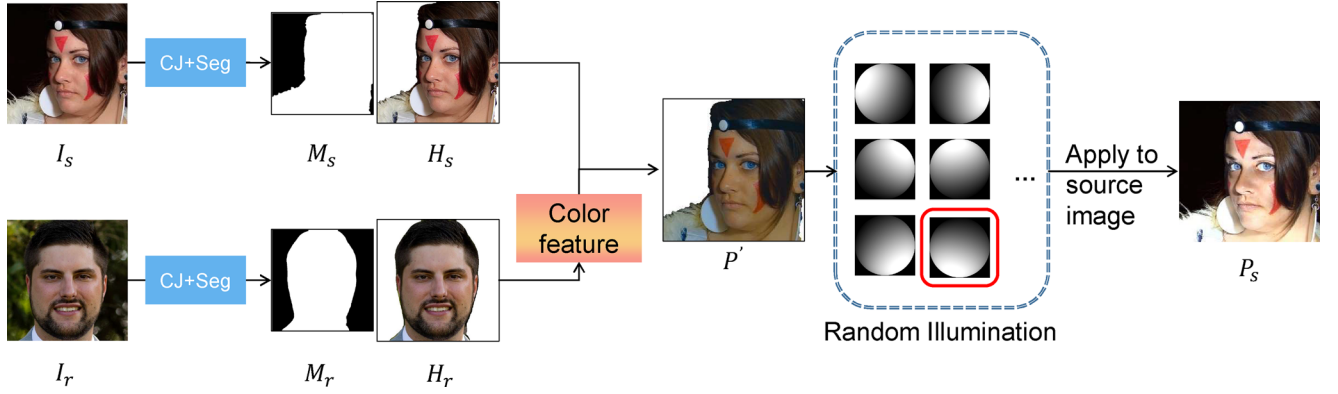 CJ+Seg
I_s
M_s
H_s
Color
feature
P'
...
Apply to
source
image
P_s
Random Illumination
CJ+Seg
I_r
M_r
H_r